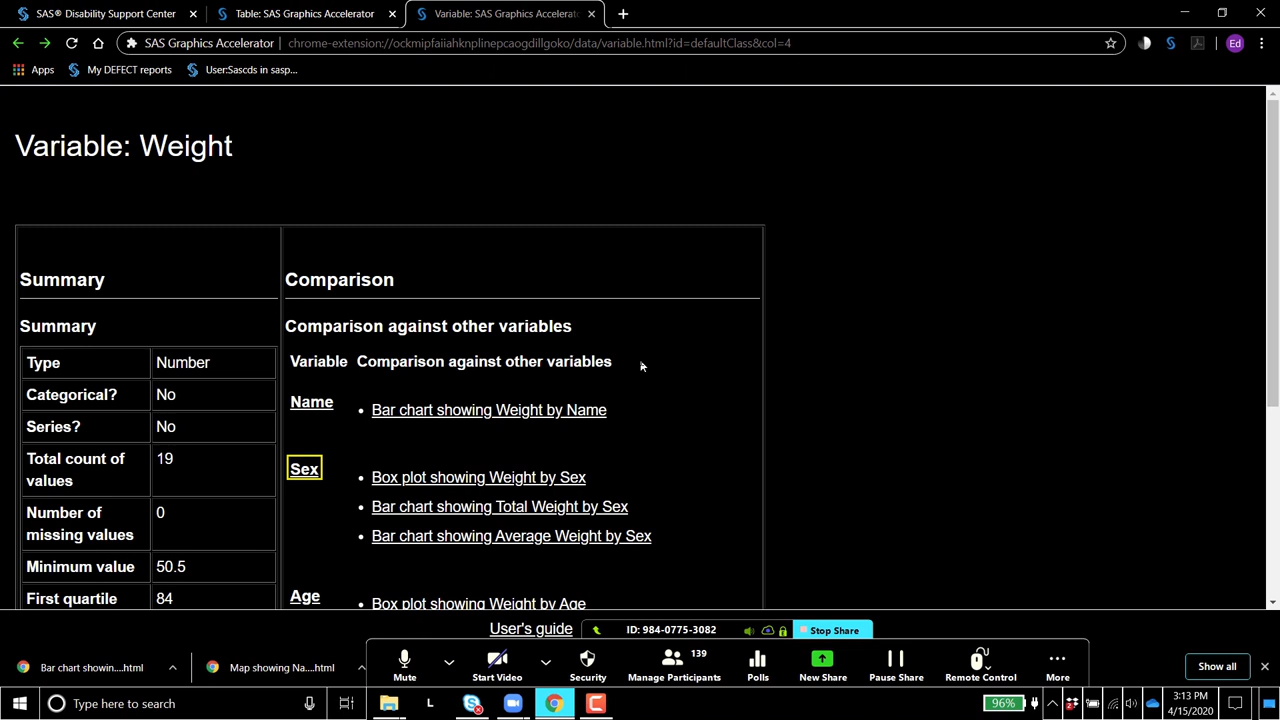 SAS® Disability Support Center
Table: SAS Graphics Accelerator
Variable: SAS Graphics Accelerato
SAS Graphics Accelerator
chrome-extension://ockmipfaiiahknplinepcaogdillgoko/data/variable.html?id=defaultClass&col=4
Ed
Apps
My DEFECT reports
User:Sascds in sasp...
Variable: Weight
Summary
Comparison
Summary
Comparison against other variables
Type Number
Variable Comparison against other variables
Categorical? No
Name
• Bar chart showing Weight by Name
Series? No
Total count of values 19
Sex
• Box plot showing Weight by Sex
• Bar chart showing Total Weight by Sex
• Bar chart showing Average Weight by Sex
Number of missing values 0
Minimum value 50.5
First quartile 84
Age
• Box plot showing Weight by Age
User's guide
ID: 984-0775-3082
Stop Share
Bar chart showin....html
Map showing Na....html
Mute
Start Video
Security
139
Manage Participants
Polls
New Share
Pause Share
Remote Control
More
Show all
Type here to search
L
96%
3:13 PM
4/15/2020